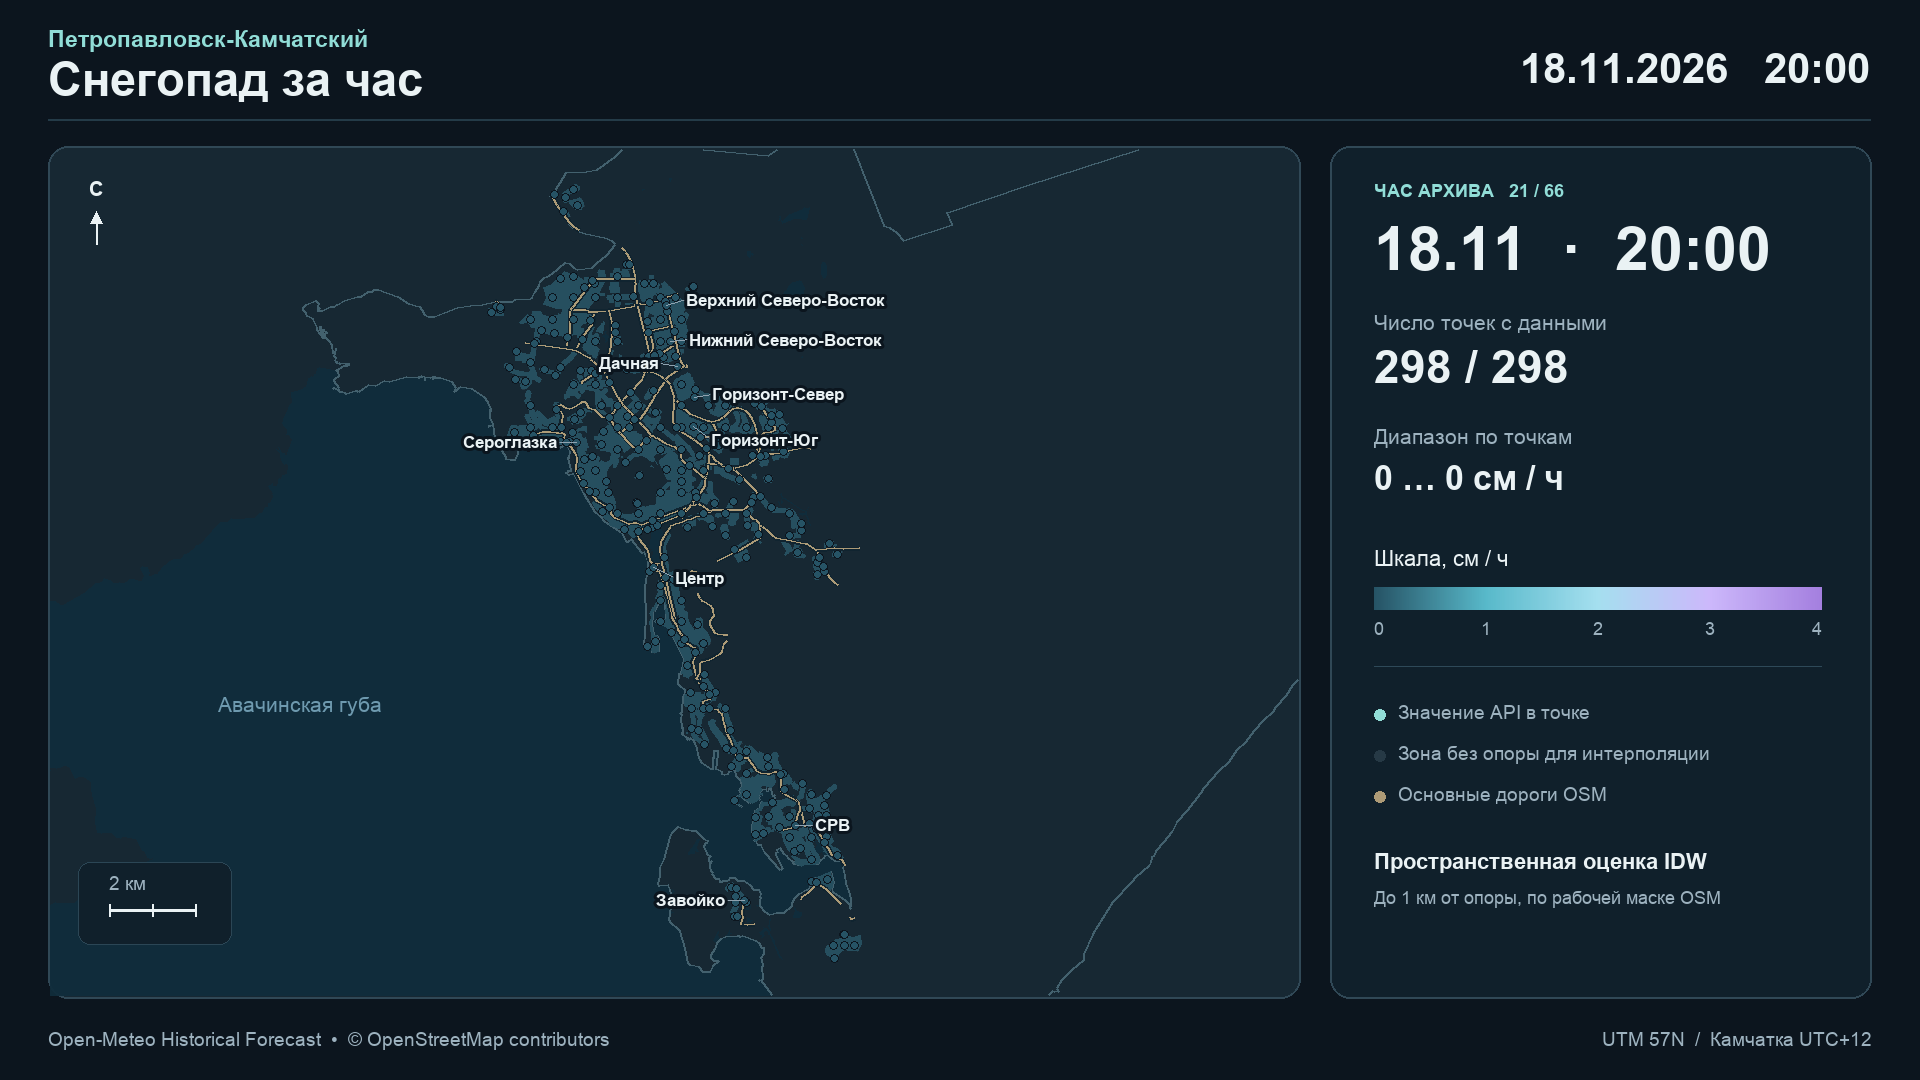 Петропавловск-Камчатский
Снегопад за час
18.11.2026 20:00
С
Верхний Северо-Восток
Нижний Северо-Восток
Дачная
Горизонт-Север
Сероглазка
Горизонт-Юг
Центр
Авачинская губа
СРВ
2 км
Завойко
ЧАС АРХИВА 21 / 66
18.11 · 20:00
Число точек с данными
298 / 298
Диапазон по точкам
0 … 0 см / ч
Шкала, см / ч
0 1 2 3 4
Значение API в точке
Зона без опоры для интерполяции
Основные дороги OSM
Пространственная оценка IDW
До 1 км от опоры, по рабочей маске OSM
Open-Meteo Historical Forecast • © OpenStreetMap contributors
UTM 57N / Камчатка UTC+12